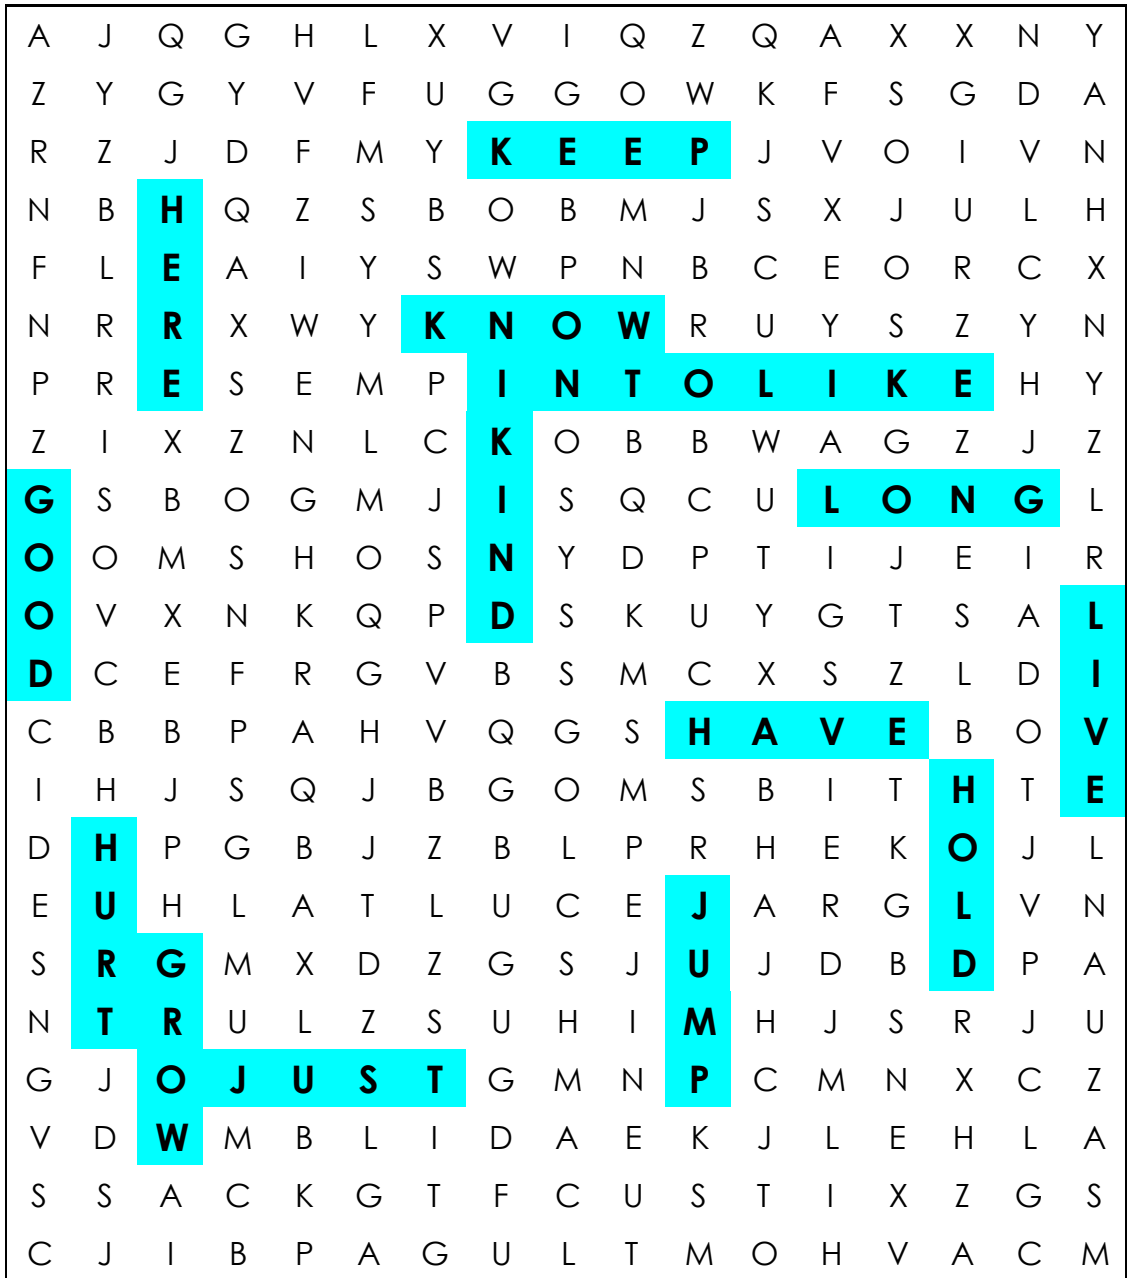 A J Q G H L X V I Q Z Q A X X N Y
Z Y G Y V F U G G O W K F S G D A
R Z J D F M Y K E E P J V O I V N
N B H Q Z S B O B M J S X J U L H
F L E A I Y S W P N B C E O R C X
N R R X W Y K N O W R U Y S Z Y N
P R E S E M P I N T O L I K E H Y
Z I X Z N L C K O B B W A G Z J Z
G S B O G M J I S Q C U L O N G L
O O M S H O S N Y D P T I J E I R
O V X N K Q P D S K U Y G T S A L
D C E F R G V B S M C X S Z L D I
C B B P A H V Q G S H A V E B O V
I H J S Q J B G O M S B I T H T E
D H P G B J Z B L P R H E K O J L
E U H L A T L U C E J A R G L V N
S R G M X D Z G S J U J D B D P A
N T R U L Z S U H I M H J S R J U
G J O J U S T G M N P C M N X C Z
V D W M B L I D A E K J L E H L A
S S A C K G T F C U S T I X Z G S
C J I B P A G U L T M O H V A C M